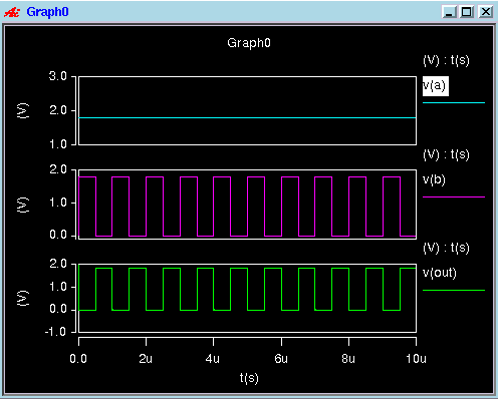 Graph0
Graph0
(V) : t(s)
v(a)
(V)
3.0
2.0
1.0
(V) : t(s)
v(b)
(V)
2.0
1.0
0.0
(V) : t(s)
v(out)
(V)
2.0
1.0
0.0
-1.0
0.0 2u 4u 6u 8u 10u
t(s)